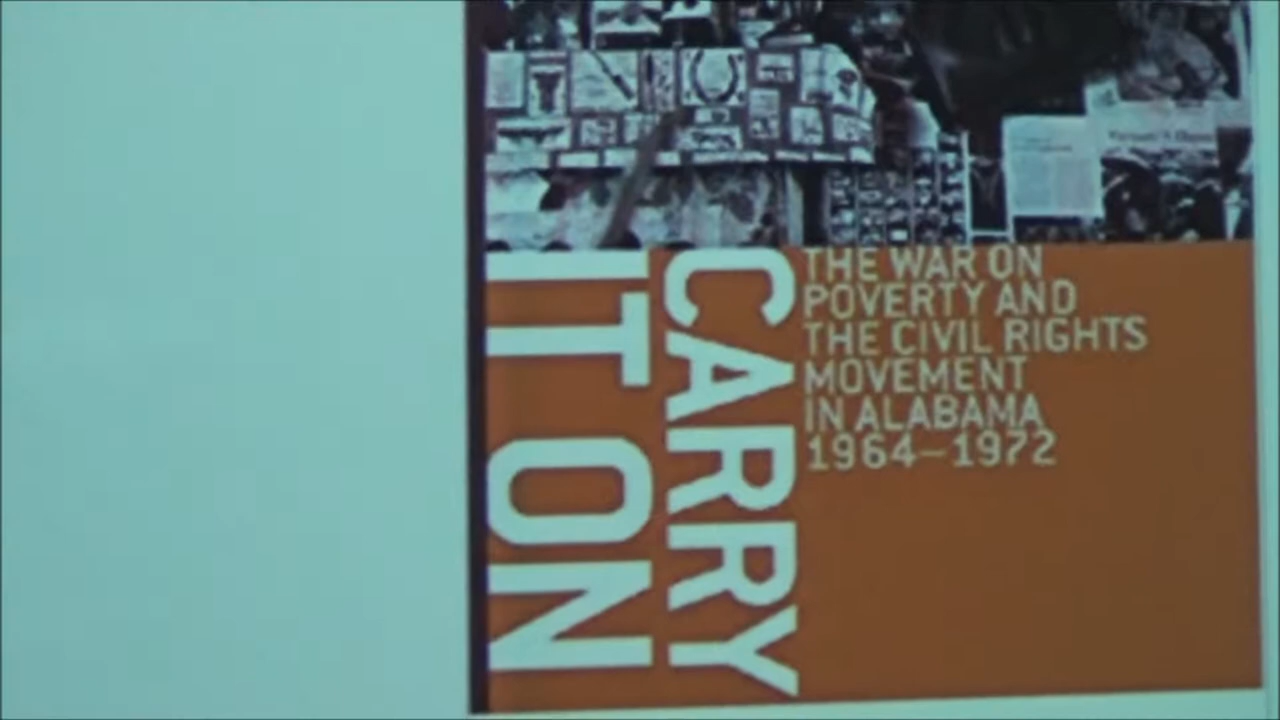 CARRY
IT ON
THE WAR ON
POVERTY AND
THE CIVIL RIGHTS
MOVEMENT
IN ALABAMA
1964–1972